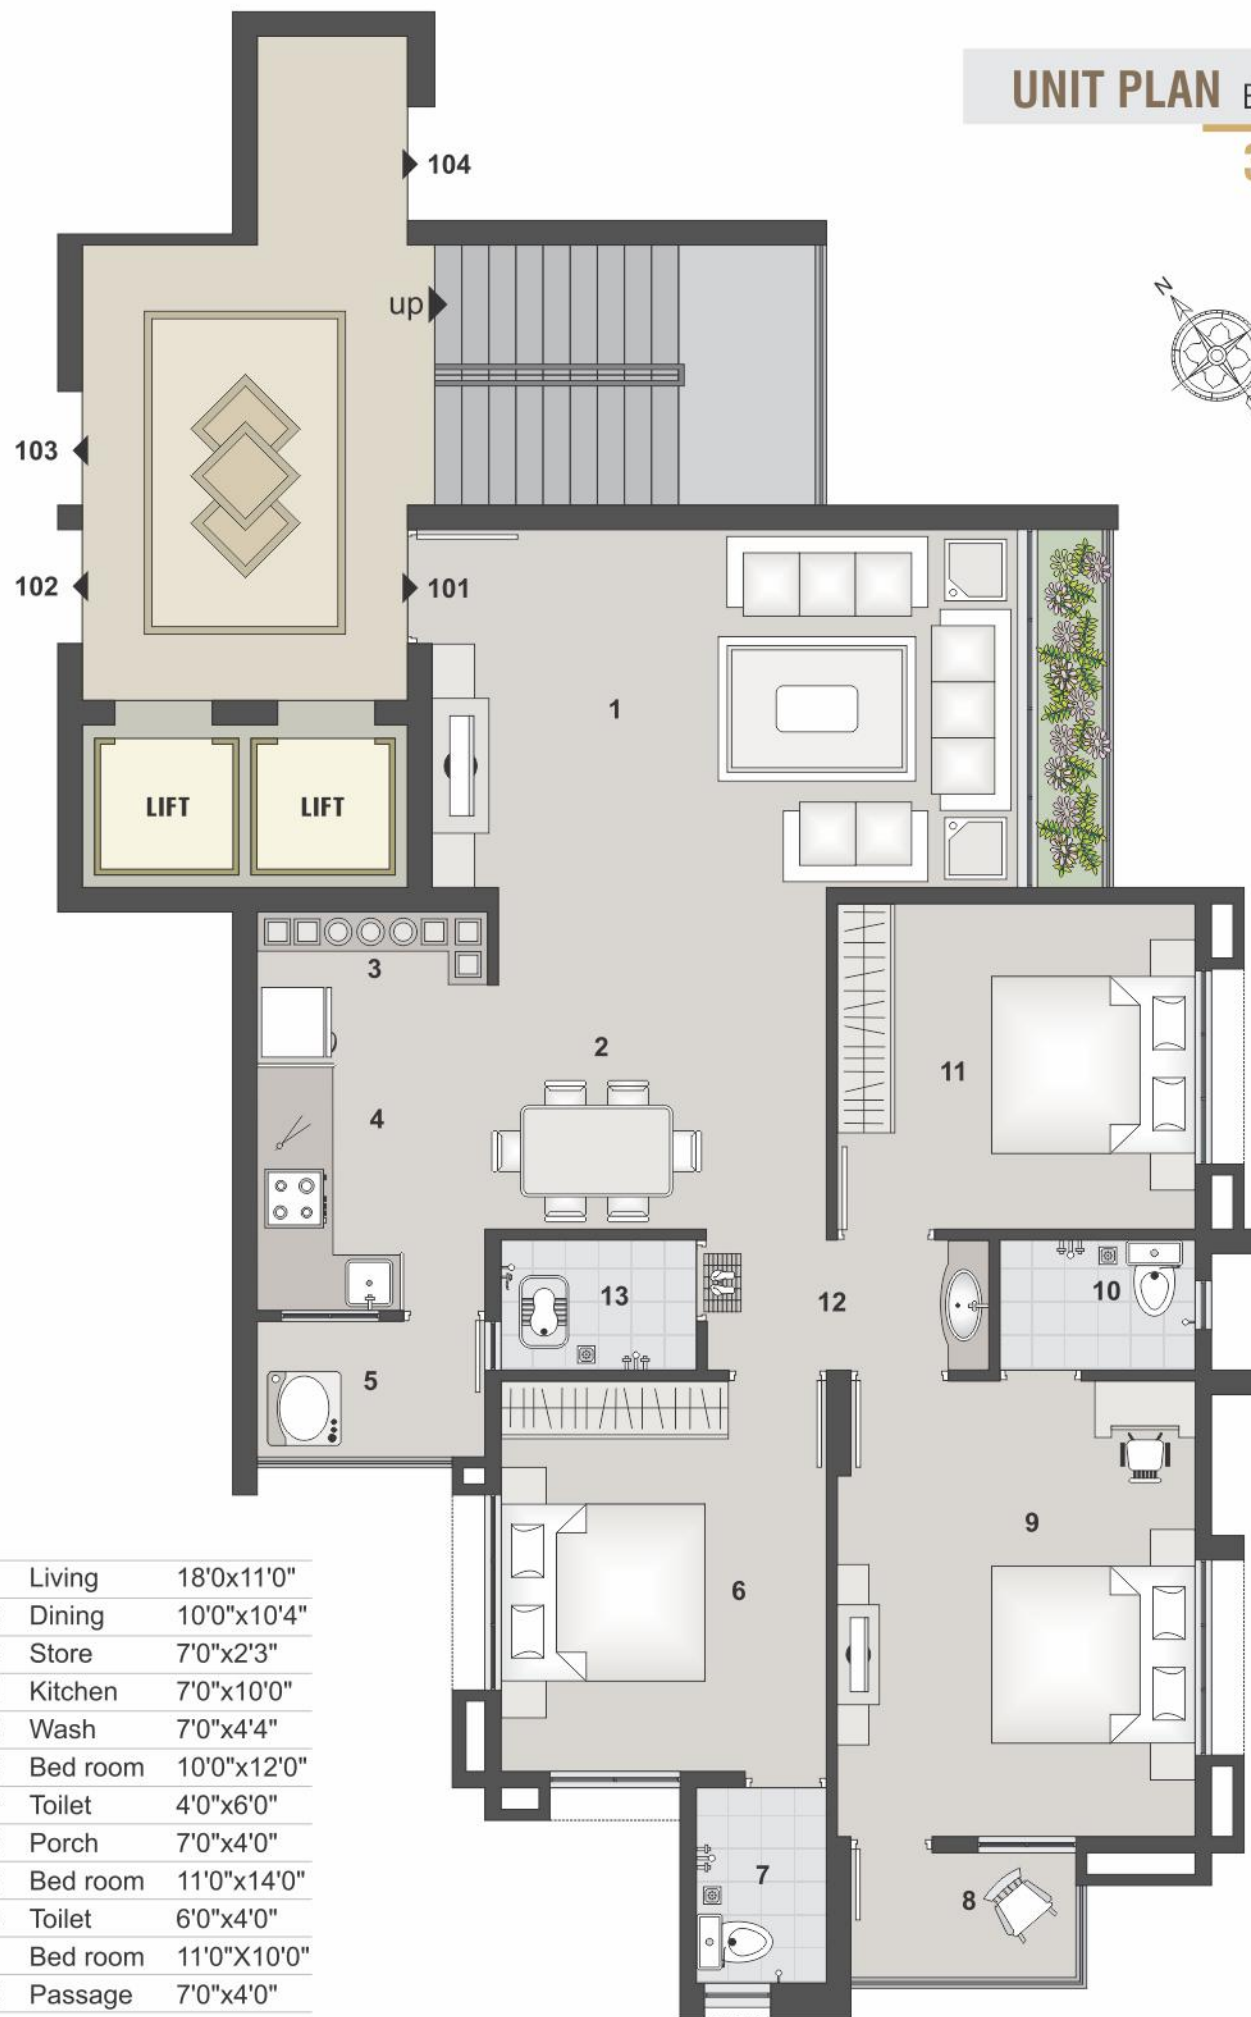 UNIT PLAN
104
up
N
103
102
101
1
LIFT
LIFT
3
2
11
4
13
12
10
5
9
6
7
8
Living 18'0x11'0"
Dining 10'0"x10'4"
Store 7'0"x2'3"
Kitchen 7'0"x10'0"
Wash 7'0"x4'4"
Bed room 10'0"x12'0"
Toilet 4'0"x6'0"
Porch 7'0"x4'0"
Bed room 11'0"x14'0"
Toilet 6'0"x4'0"
Bed room 11'0"X10'0"
Passage 7'0"x4'0"